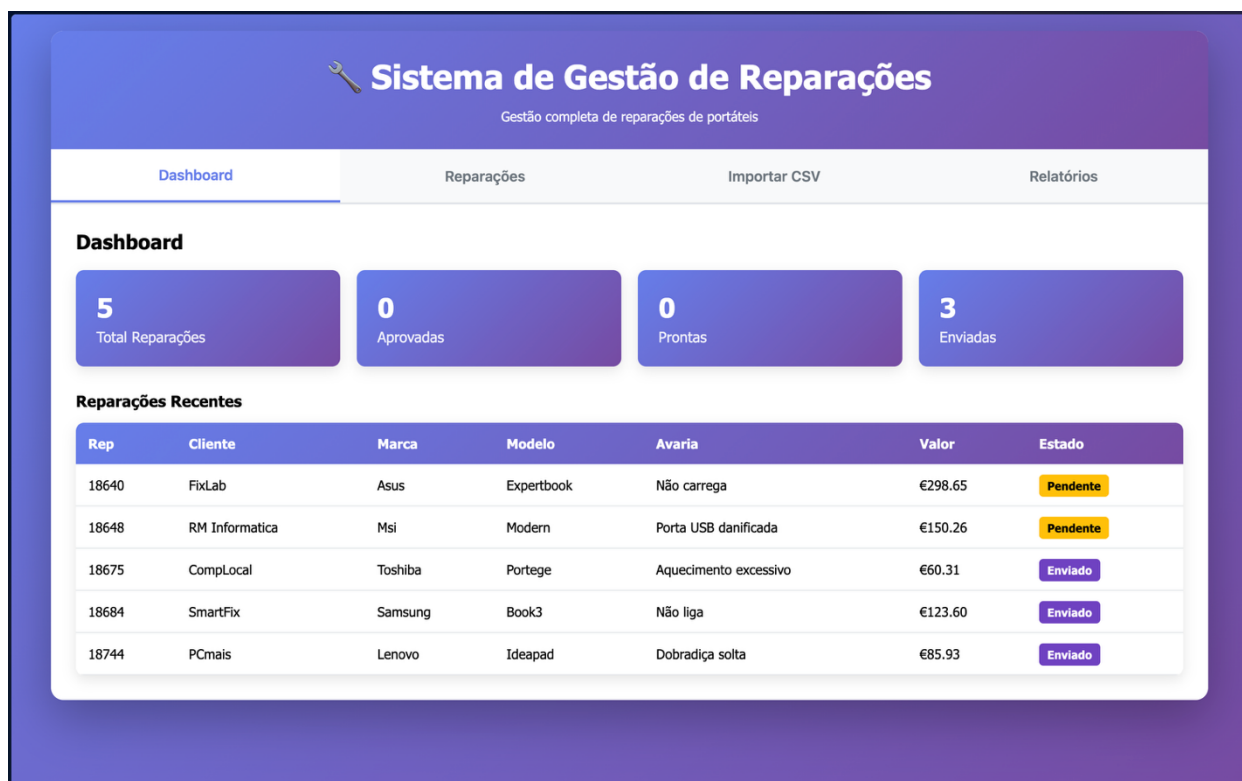 Sistema de Gestão de Reparações
Gestão completa de reparações de portáteis
Dashboard Reparações Importar CSV Relatórios
Dashboard
5 0 0 3
Total Reparações Aprovadas Prontas Enviadas
Reparações Recentes
Rep Cliente Marca Modelo Avaria Valor Estado
18640 FixLab Asus Expertbook Não carrega €298.65 Pendente
18648 RM Informatica Msi Modern Porta USB danificada €150.26 Pendente
18675 CompLocal Toshiba Portege Aquecimento excessivo €60.31 Enviado
18684 SmartFix Samsung Book3 Não liga €123.60 Enviado
18744 PCmais Lenovo Ideapad Dobradiça solta €85.93 Enviado